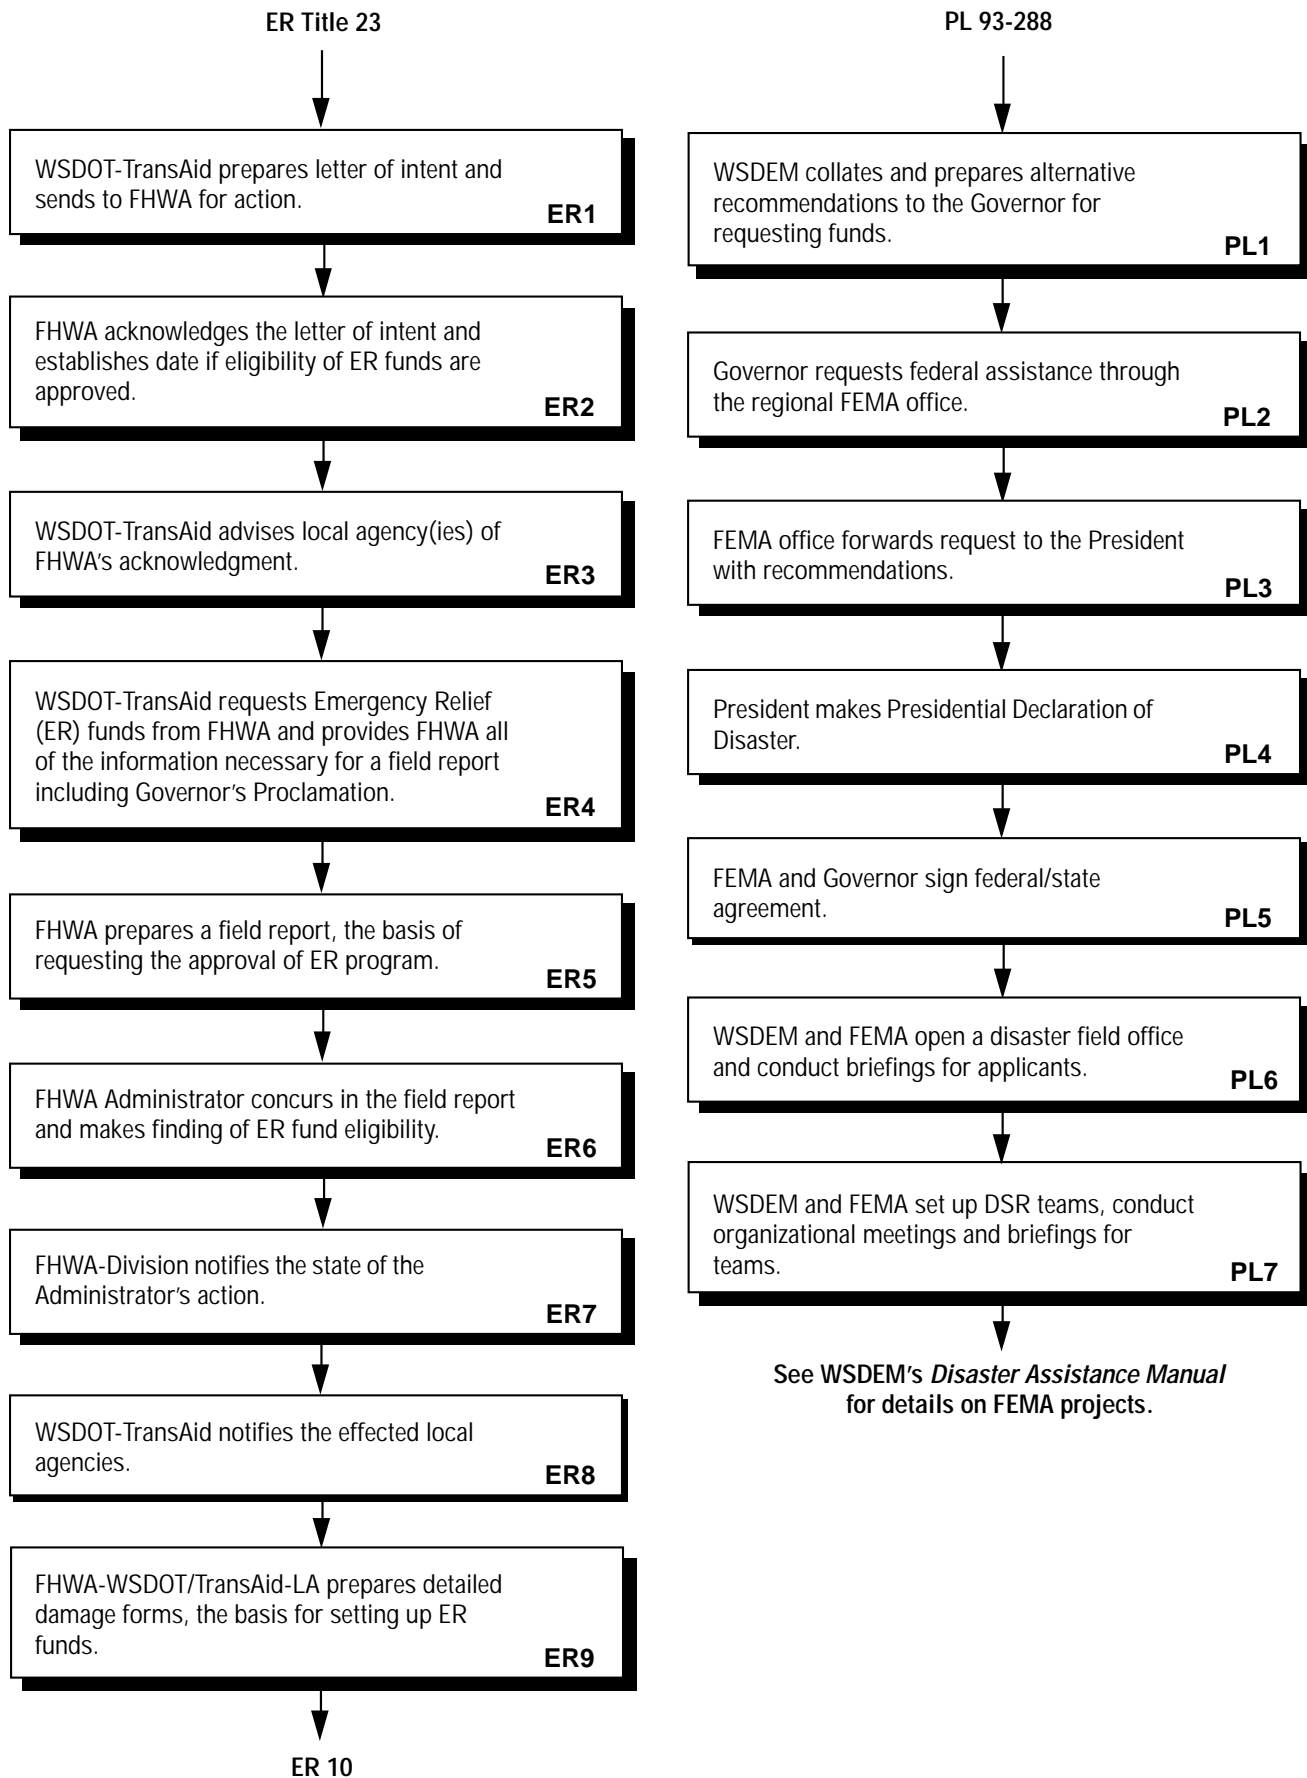 ER Title 23
WSDOT-TransAid prepares letter of intent and
sends to FHWA for action.
ER1
FHWA acknowledges the letter of intent and
establishes date if eligibility of ER funds are
approved.
ER2
WSDOT-TransAid advises local agency(ies) of
FHWA's acknowledgment.
ER3
WSDOT-TransAid requests Emergency Relief
(ER) funds from FHWA and provides FHWA all
of the information necessary for a field report
including Governor's Proclamation.
ER4
FHWA prepares a field report, the basis of
requesting the approval of ER program.
ER5
FHWA Administrator concurs in the field report
and makes finding of ER fund eligibility.
ER6
FHWA-Division notifies the state of the
Administrator's action.
ER7
WSDOT-TransAid notifies the effected local
agencies.
ER8
FHWA-WSDOT/TransAid-LA prepares detailed
damage forms, the basis for setting up ER
funds.
ER9
ER 10
PL 93-288
WSDEM collates and prepares alternative
recommendations to the Governor for
requesting funds.
PL1
Governor requests federal assistance through
the regional FEMA office.
PL2
FEMA office forwards request to the President
with recommendations.
PL3
President makes Presidential Declaration of
Disaster.
PL4
FEMA and Governor sign federal/state
agreement.
PL5
WSDEM and FEMA open a disaster field office
and conduct briefings for applicants.
PL6
WSDEM and FEMA set up DSR teams, conduct
organizational meetings and briefings for
teams.
PL7
See WSDEM's Disaster Assistance Manual
for details on FEMA projects.